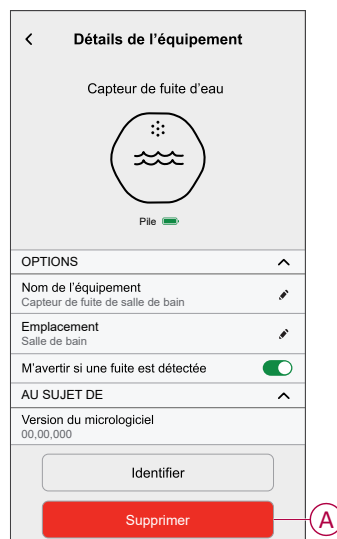 Détails de l’équipement
Capteur de fuite d'eau
Pile
OPTIONS
Nom de l’équipement
Capteur de fuite de salle de bain
Emplacement
Salle de bain
M’avertir si une fuite est détectée
AU SUJET DE
Version du micrologiciel
00,00,000
Identifier
Supprimer
A